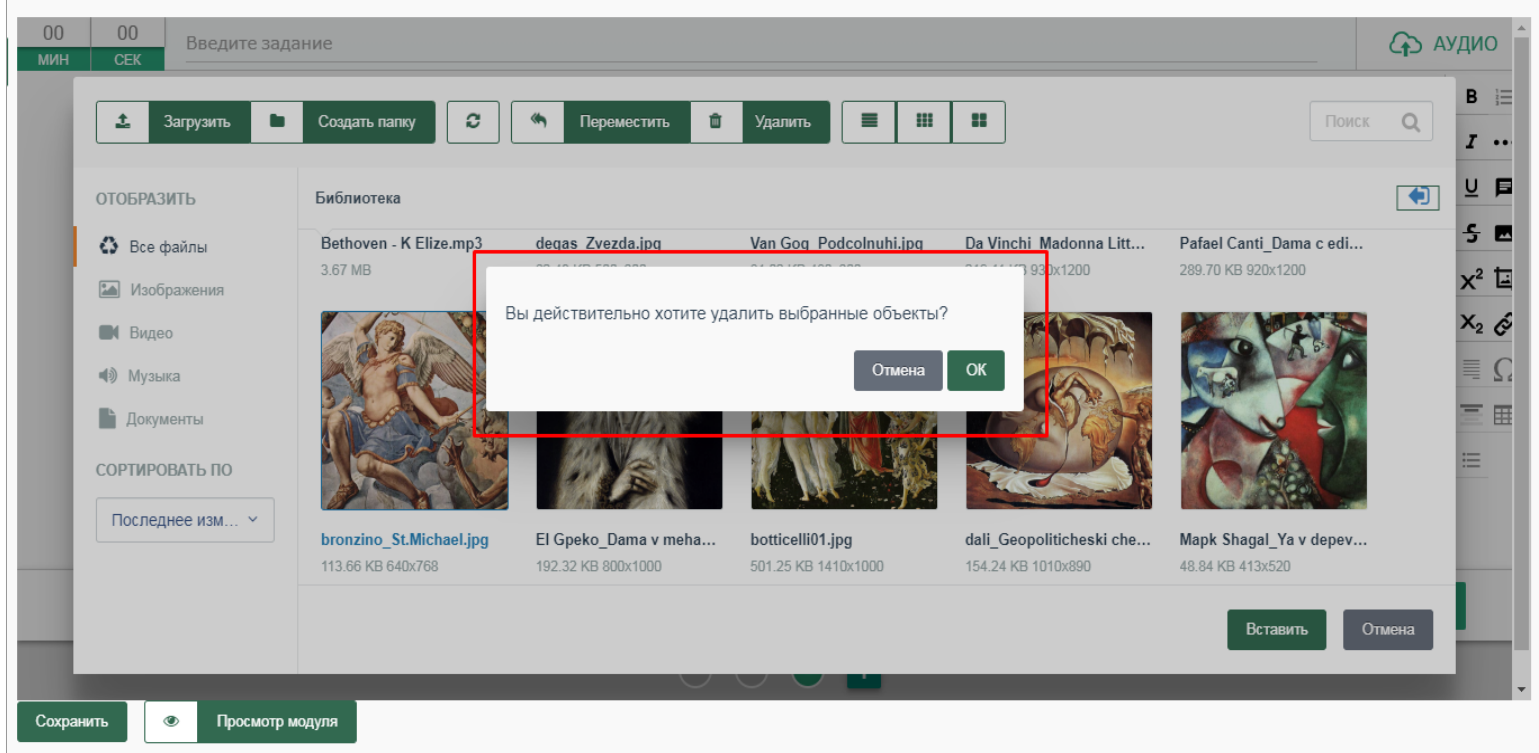 00 00 Введите задание АУДИО
МИН СЕК
Загрузить Создать папку Переместить Удалить Поиск
ОТОБРАЗИТЬ
Все файлы
Изображения
Видео
Музыка
Документы
СОРТИРОВАТЬ ПО
Последнее изм...
Библиотека
Bethoven - K Elize.mp3 degas_Zvezda.jpg Van Gog_Podcolnuhi.jpg Da Vinchi_Madonna Litt... Pafael Canti_Dama c edi...
3.67 MB 930x1200 289.70 KB 920x1200
Вы действительно хотите удалить выбранные объекты?
Отмена OK
bronzino_St.Michael.jpg El Gpeko_Dama v meha... botticelli01.jpg dali_Geopoliticheski che... Mapk Shagal_Ya v depev...
113.66 KB 640x768 192.32 KB 800x1000 501.25 KB 1410x1000 154.24 KB 1010x890 48.84 KB 413x520
Вставить Отмена
B
I
U
S
X²
X₂
Ω
Сохранить Просмотр модуля